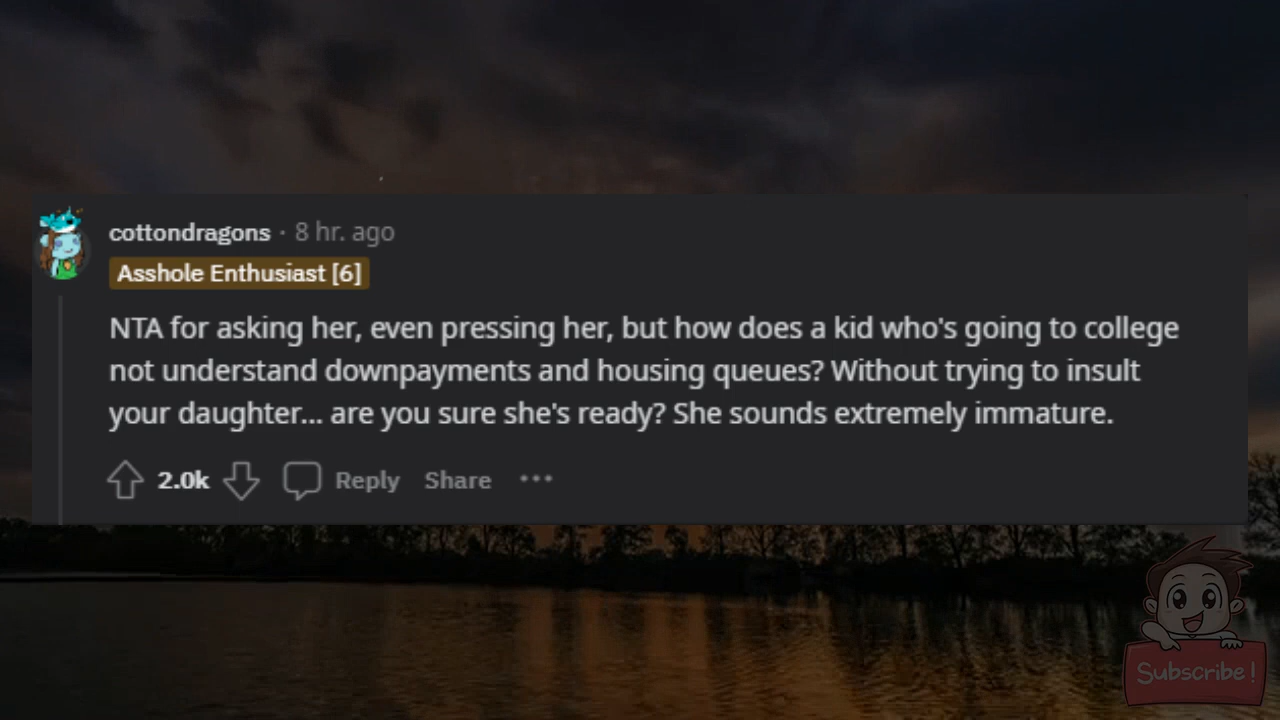 cottondragons · 8 hr. ago
Asshole Enthusiast [6]
NTA for asking her, even pressing her, but how does a kid who's going to college
not understand downpayments and housing queues? Without trying to insult
your daughter... are you sure she's ready? She sounds extremely immature.
2.0k Reply Share ···
Subscribe!